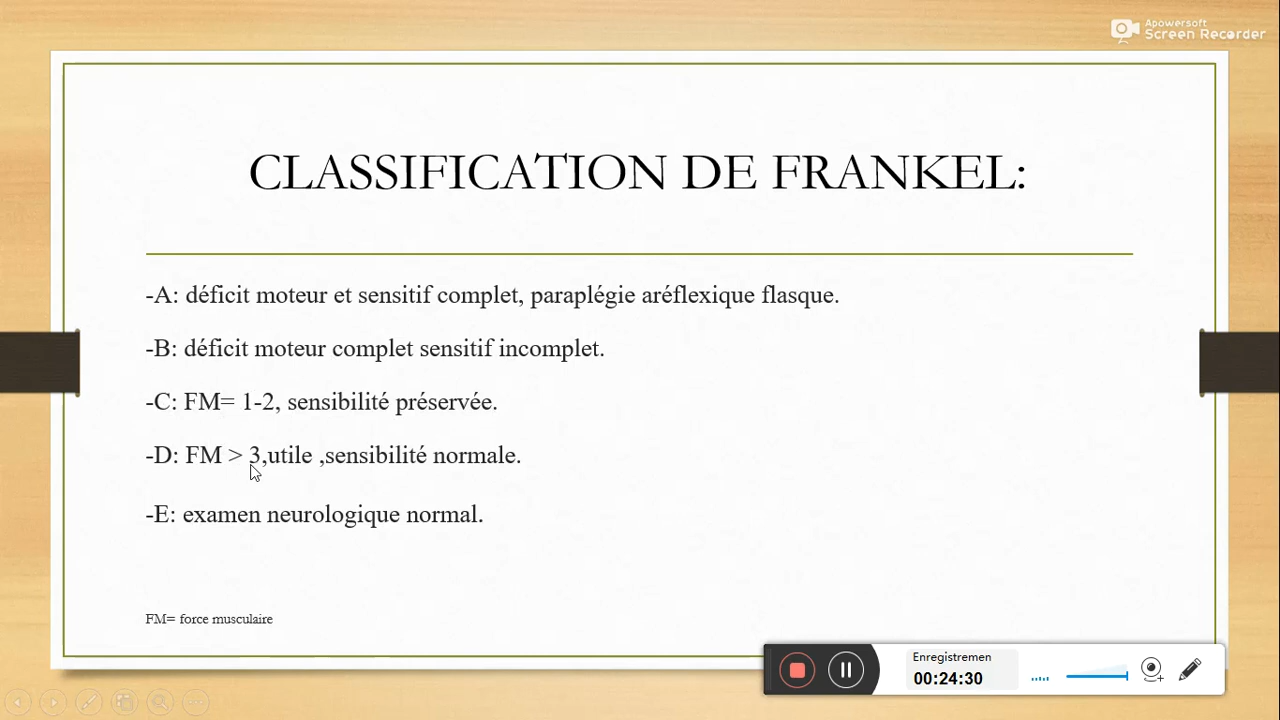 Apowersoft
Screen Recorder
CLASSIFICATION DE FRANKEL:
-A: déficit moteur et sensitif complet, paraplégie aréflexique flasque.
-B: déficit moteur complet sensitif incomplet.
-C: FM= 1-2, sensibilité préservée.
-D: FM > 3,utile ,sensibilité normale.
-E: examen neurologique normal.
FM= force musculaire
Enregistremen
00:24:30